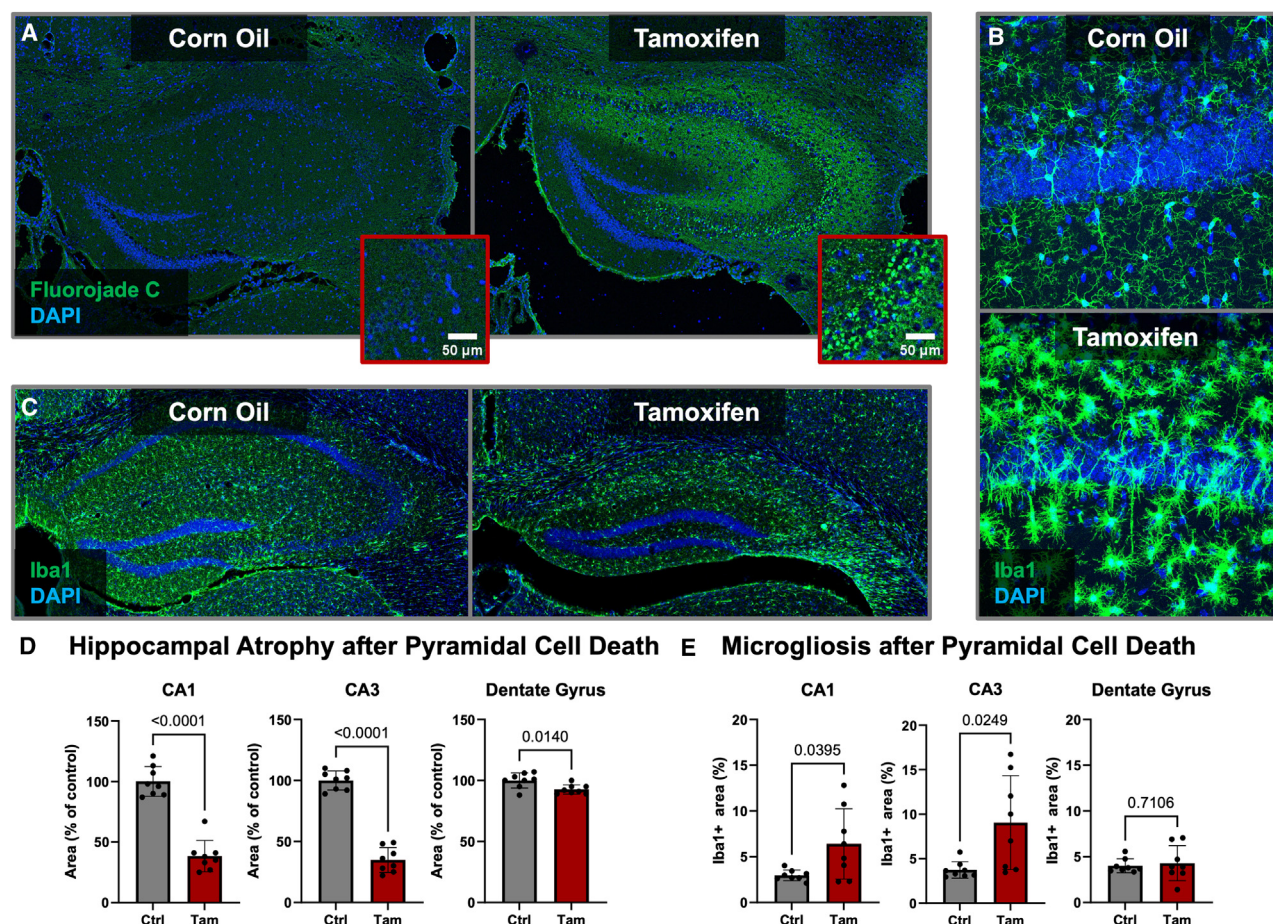 A
Corn Oil
Tamoxifen
Fluorojade C
DAPI
50 μm
50 μm
B
Corn Oil
Tamoxifen
Iba1
DAPI
C
Corn Oil
Tamoxifen
Iba1
DAPI
D Hippocampal Atrophy after Pyramidal Cell Death
CA1
Area (% of control)
150
100
50
0
<0.0001
Ctrl Tam
CA3
Area (% of control)
150
100
50
0
<0.0001
Ctrl Tam
Dentate Gyrus
Area (% of control)
150
100
50
0
0.0140
Ctrl Tam
E Microgliosis after Pyramidal Cell Death
CA1
Iba1+ area (%)
20
15
10
5
0
0.0395
Ctrl Tam
CA3
Iba1+ area (%)
20
15
10
5
0
0.0249
Ctrl Tam
Dentate Gyrus
Iba1+ area (%)
20
15
10
5
0
0.7106
Ctrl Tam